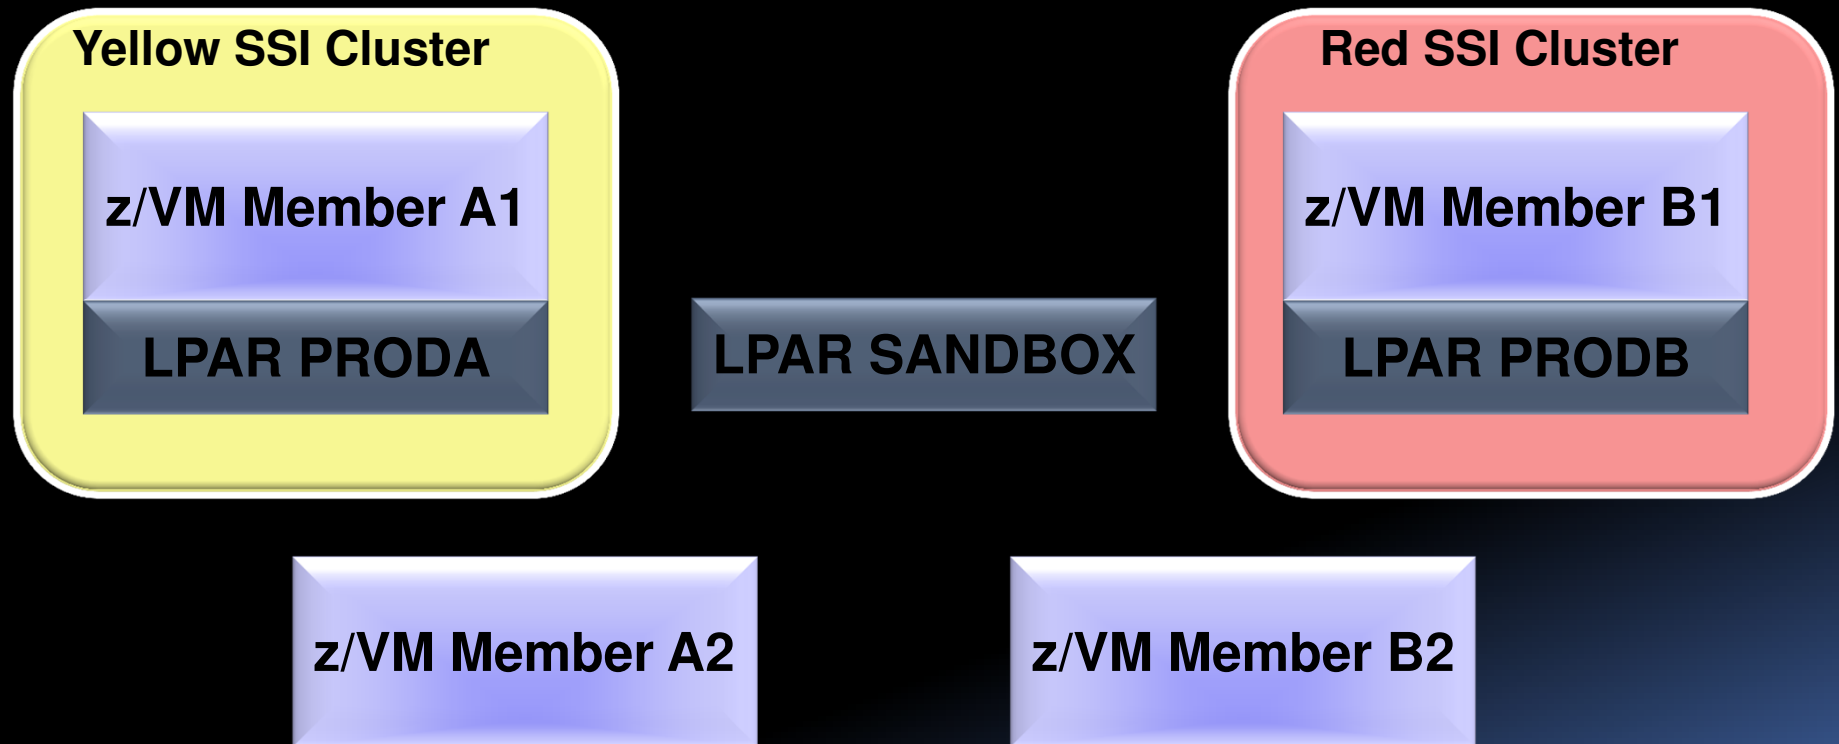 Yellow SSI Cluster
Red SSI Cluster
z/VM Member A1
z/VM Member B1
LPAR PRODA
LPAR SANDBOX
LPAR PRODB
z/VM Member A2
z/VM Member B2